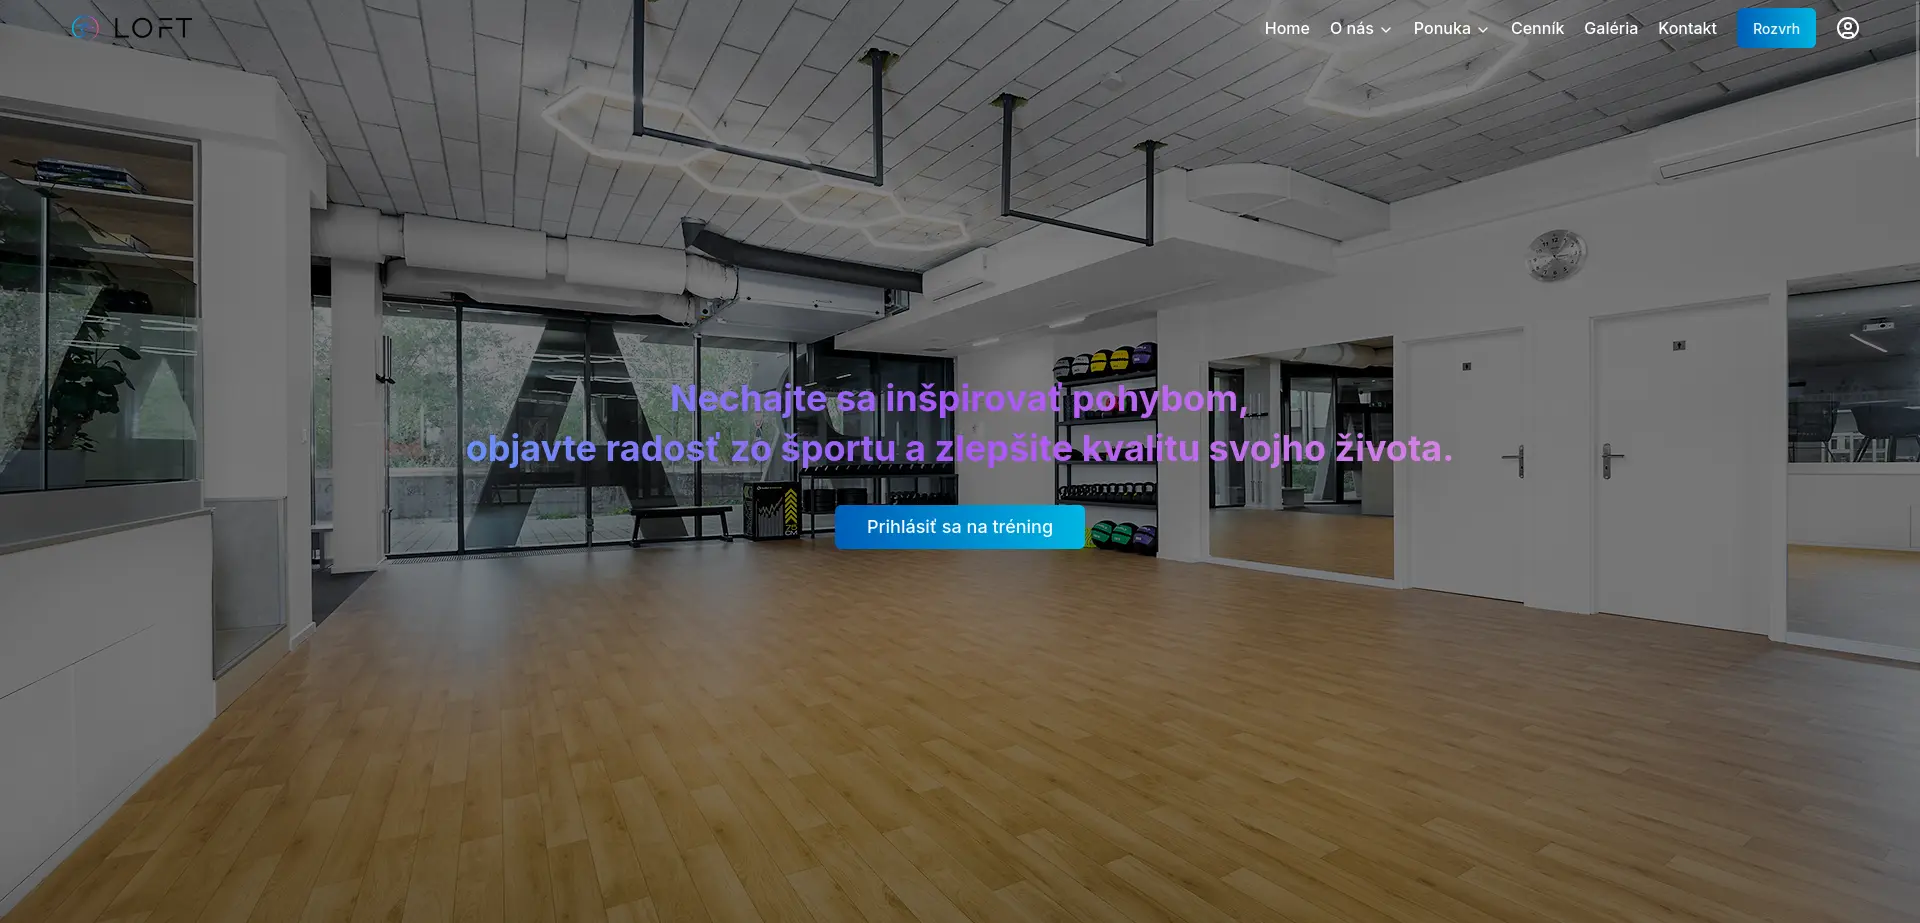 LOFT
Home O nás Ponuka Cenník Galéria Kontakt Rozvrh
Nechajte sa inšpirovať pohybom,
objavte radosť zo športu a zlepšite kvalitu svojho života.
Prihlásiť sa na tréning